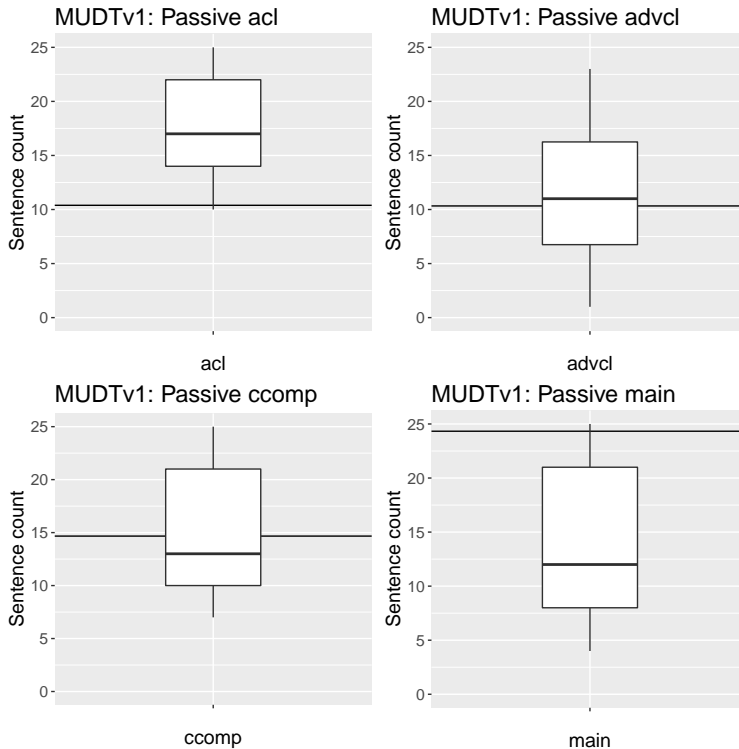 MUDTv1: Passive acl
25
20
15
10
5
0
Sentence count
acl
MUDTv1: Passive advcl
25
20
15
10
5
0
Sentence count
advcl
MUDTv1: Passive ccomp
25
20
15
10
5
0
Sentence count
ccomp
MUDTv1: Passive main
25
20
15
10
5
0
Sentence count
main